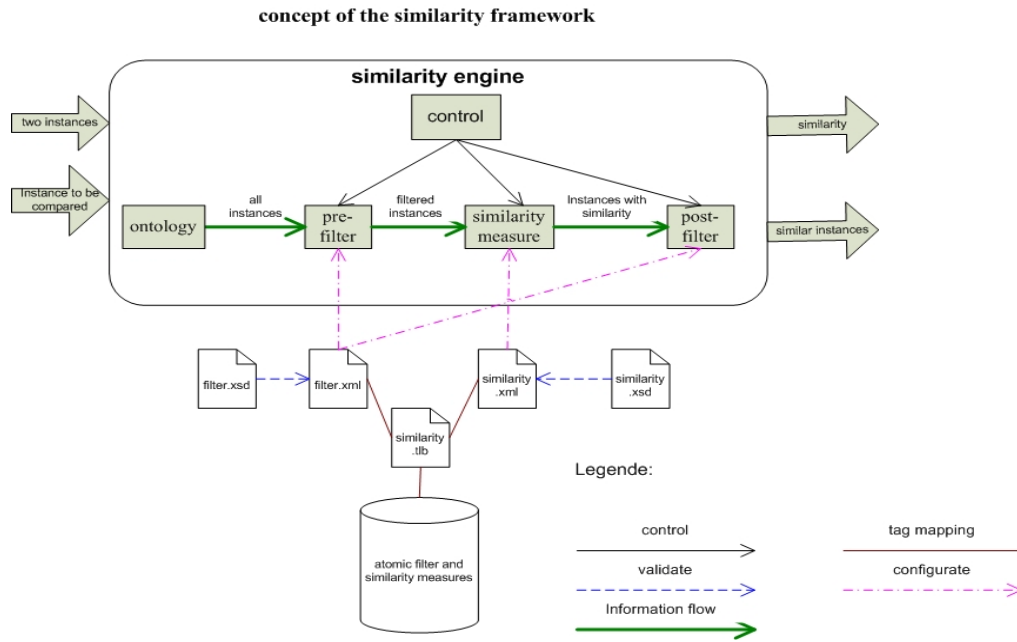 concept of the similarity framework
similarity engine
control
two instances
Instance to be
compared
similarity
similar instances
all
instances
filtered
instances
Instances with
similarity
ontology
pre-
filter
similarity
measure
post-
filter
filter.xsd
filter.xml
similarity
.xml
similarity
.xsd
similarity
.tlb
atomic filter and
similarity measures
Legende:
control
tag mapping
validate
configurate
Information flow